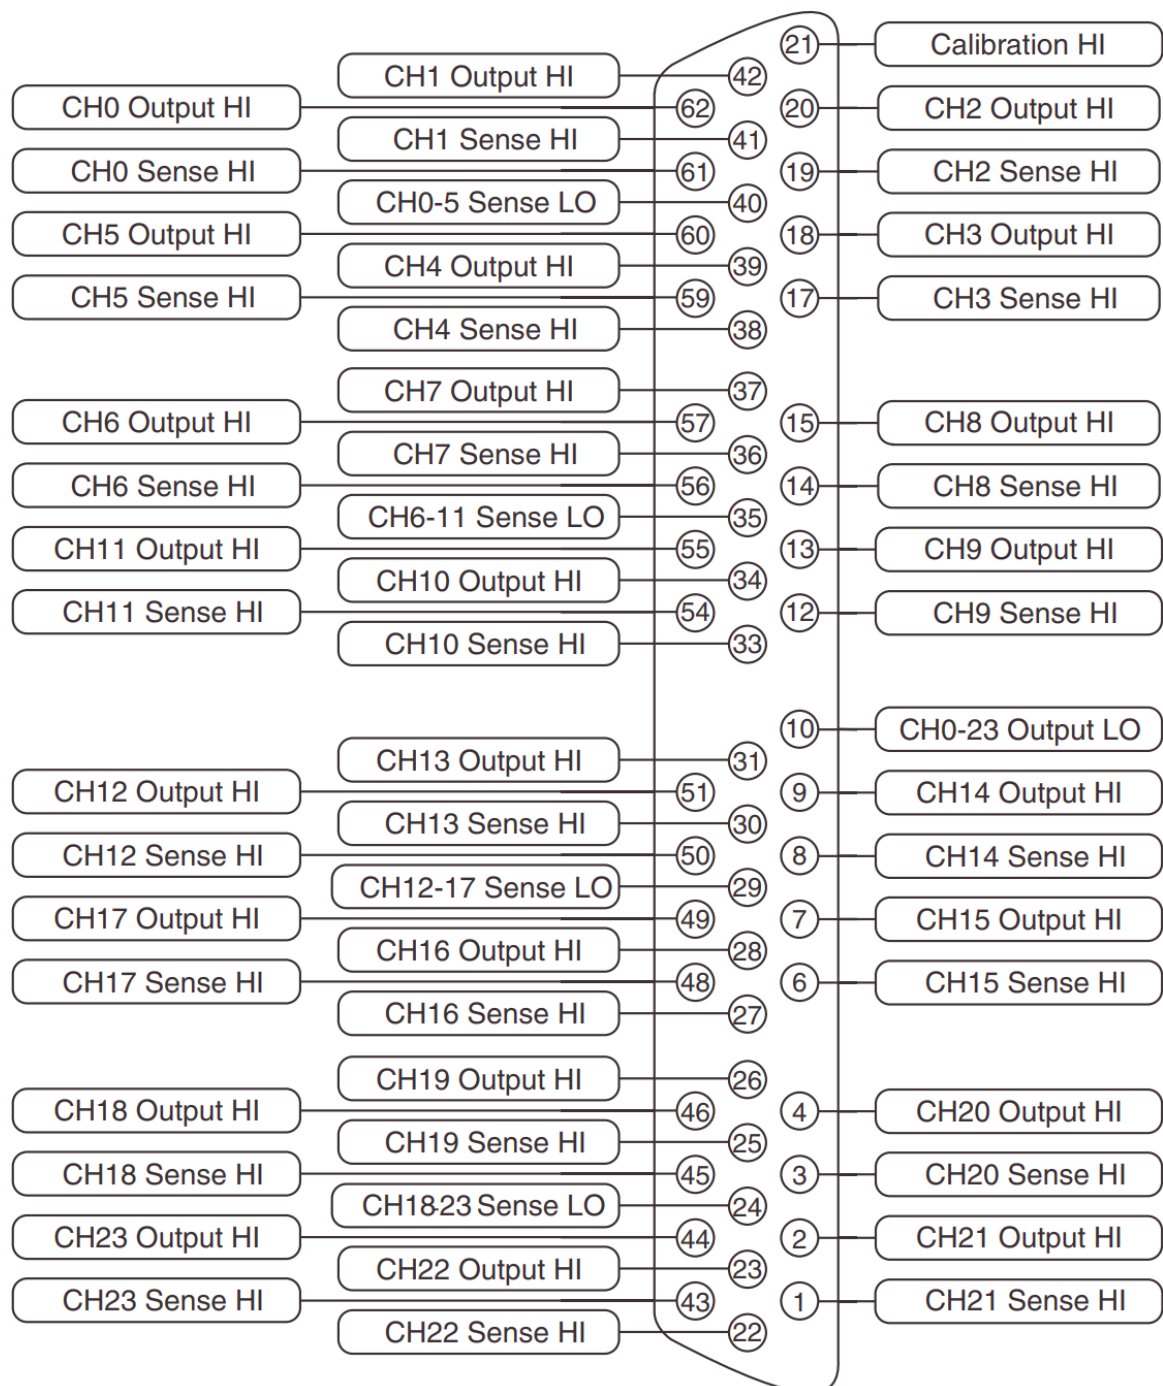 21 Calibration HI
CH1 Output HI 42
CH0 Output HI 62 20 CH2 Output HI
CH1 Sense HI 41
CH0 Sense HI 61 19 CH2 Sense HI
CH0-5 Sense LO 40
CH5 Output HI 60 18 CH3 Output HI
CH4 Output HI 39
CH5 Sense HI 59 17 CH3 Sense HI
CH4 Sense HI 38
CH7 Output HI 37
CH6 Output HI 57 15 CH8 Output HI
CH7 Sense HI 36
CH6 Sense HI 56 14 CH8 Sense HI
CH6-11 Sense LO 35
CH11 Output HI 55 13 CH9 Output HI
CH10 Output HI 34
CH11 Sense HI 54 12 CH9 Sense HI
CH10 Sense HI 33
10 CH0-23 Output LO
CH13 Output HI 31
CH12 Output HI 51 9 CH14 Output HI
CH13 Sense HI 30
CH12 Sense HI 50 8 CH14 Sense HI
CH12-17 Sense LO 29
CH17 Output HI 49 7 CH15 Output HI
CH16 Output HI 28
CH17 Sense HI 48 6 CH15 Sense HI
CH16 Sense HI 27
CH19 Output HI 26
CH18 Output HI 46 4 CH20 Output HI
CH19 Sense HI 25
CH18 Sense HI 45 3 CH20 Sense HI
CH18-23 Sense LO 24
CH23 Output HI 44 2 CH21 Output HI
CH22 Output HI 23
CH23 Sense HI 43 1 CH21 Sense HI
CH22 Sense HI 22